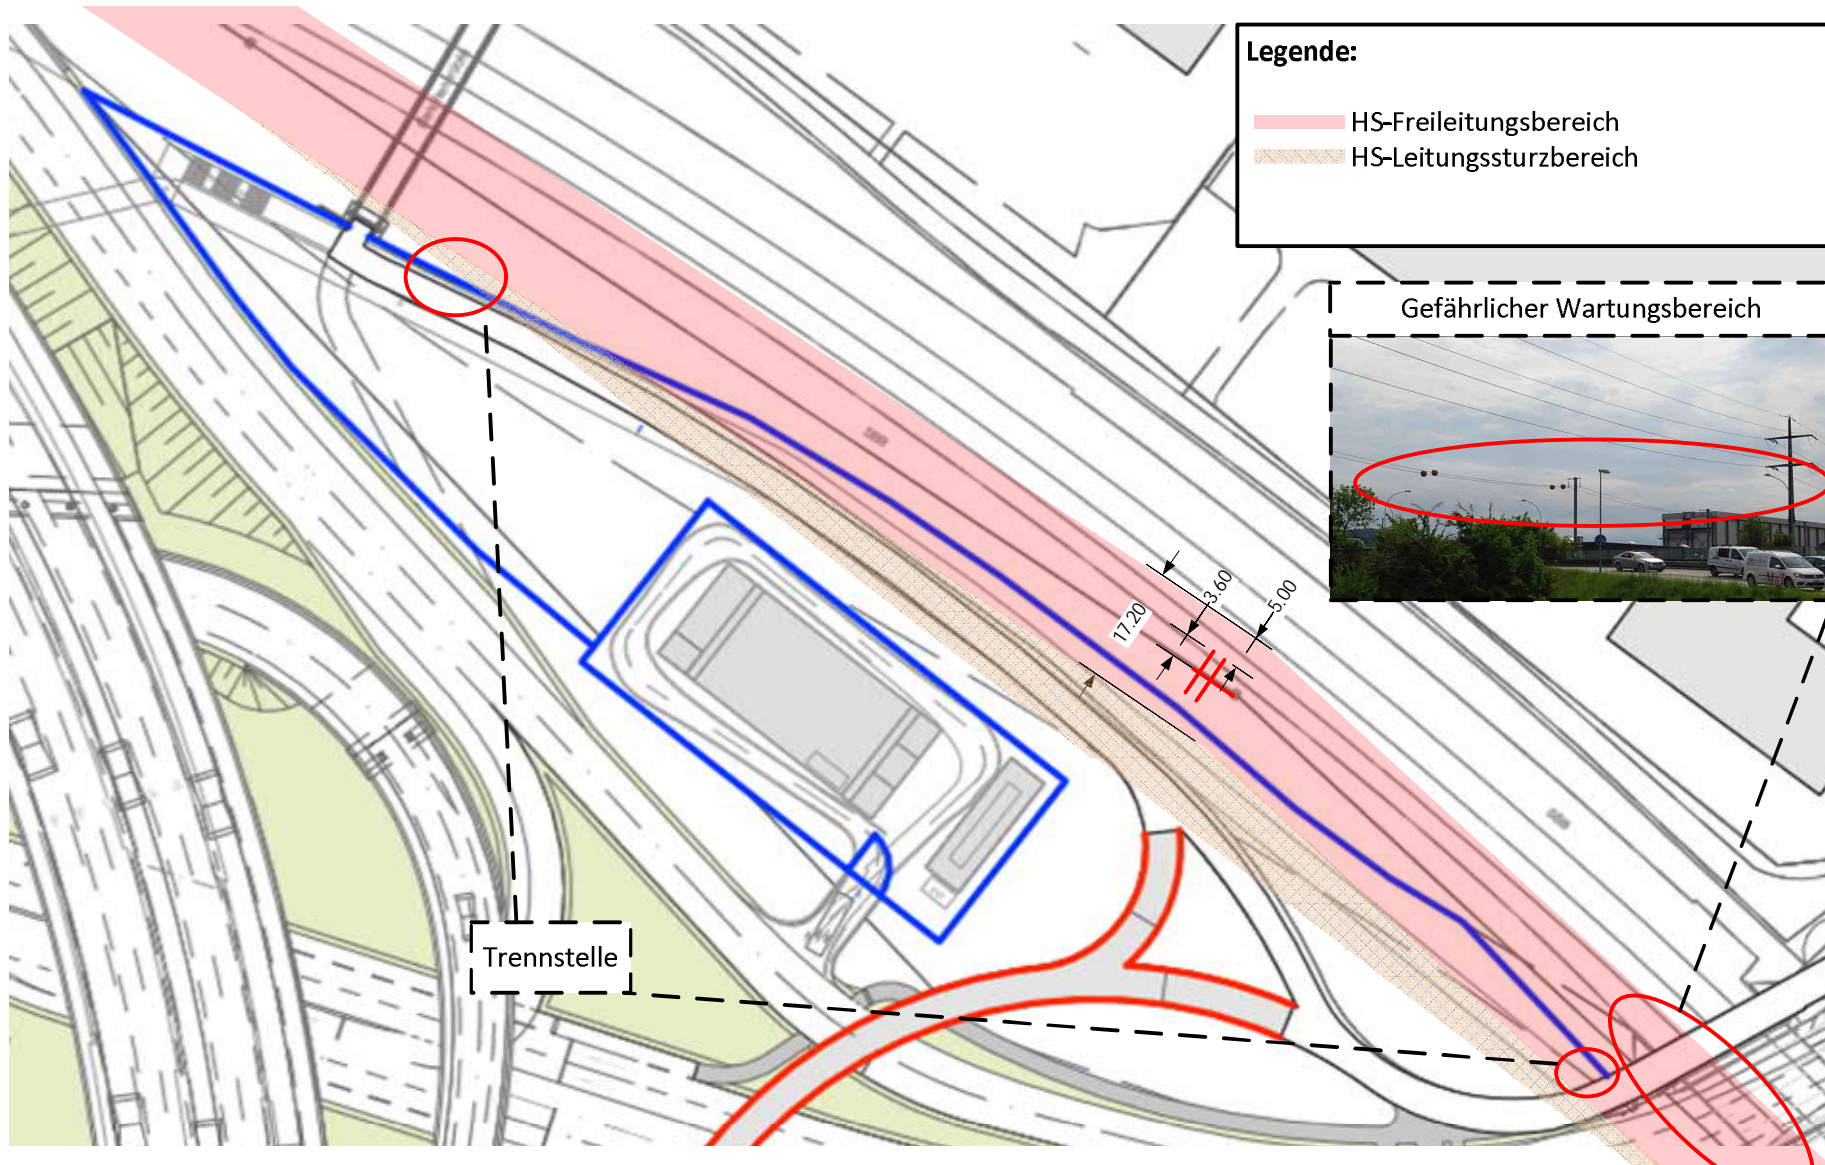 Legende:
HS-Freileitungsbereich
HS-Leitungssturzbereich
Gefährlicher Wartungsbereich
17.20
3.60
5.00
Trennstelle